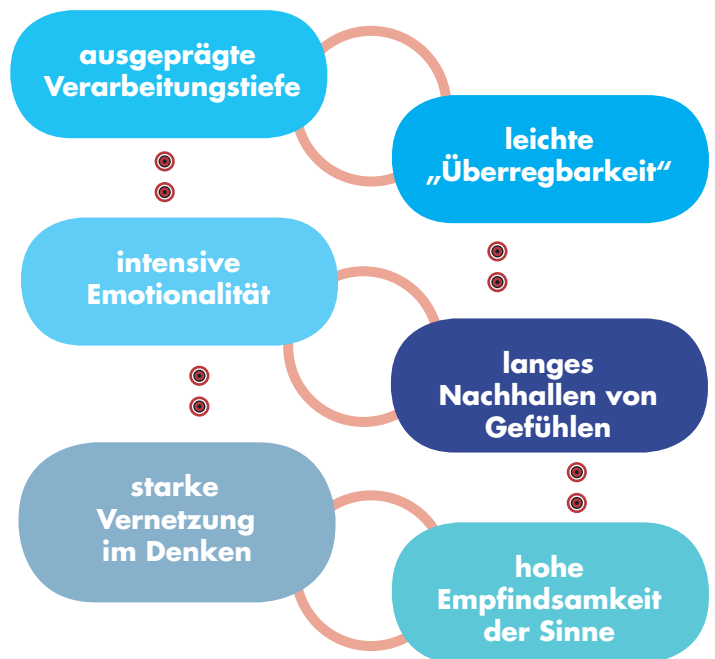 ausgeprägte
Verarbeitungstiefe
leichte
„Überregbarkeit“
intensive
Emotionalität
langes
Nachhallen von
Gefühlen
starke
Vernetzung
im Denken
hohe
Empfindsamkeit
der Sinne